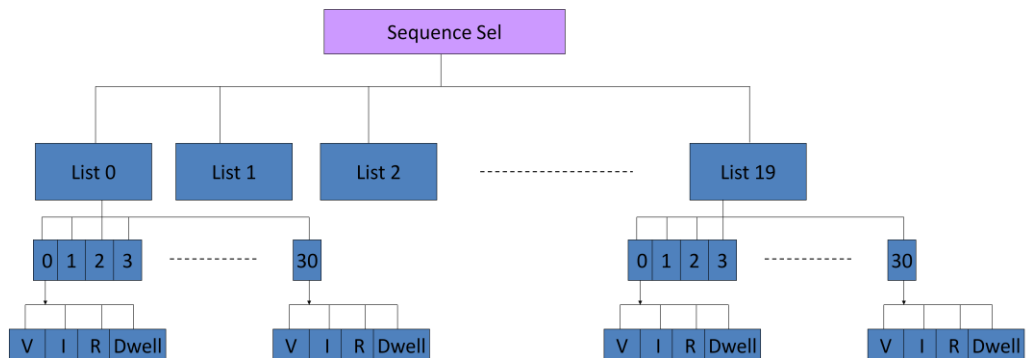 Sequence Sel
List 0 List 1 List 2 List 19
0 1 2 3 30 0 1 2 3 30
V I R Dwell V I R Dwell V I R Dwell V I R Dwell